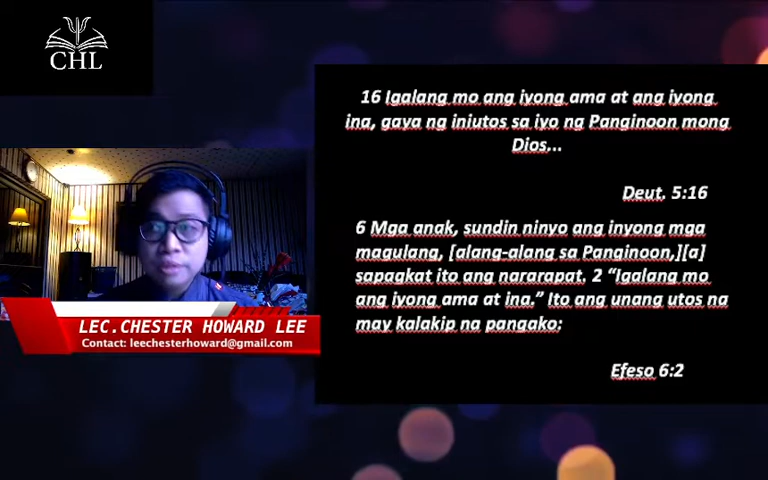 CHL
16 Igalang mo ang iyong ama at ang iyong
ina, gaya ng iniutos sa iyo ng Panginoon mong
Dios...
Deut. 5:16
6 Mga anak, sundin ninyo ang inyong mga
magulang, [alang-alang sa Panginoon,][a]
sapagkat ito ang nararapat. 2 “Igalang mo
ang iyong ama at ina.” Ito ang unang utos na
may kalakip na pangako:
Efeso 6:2
LEC.CHESTER HOWARD LEE
Contact: leechesterhoward@gmail.com